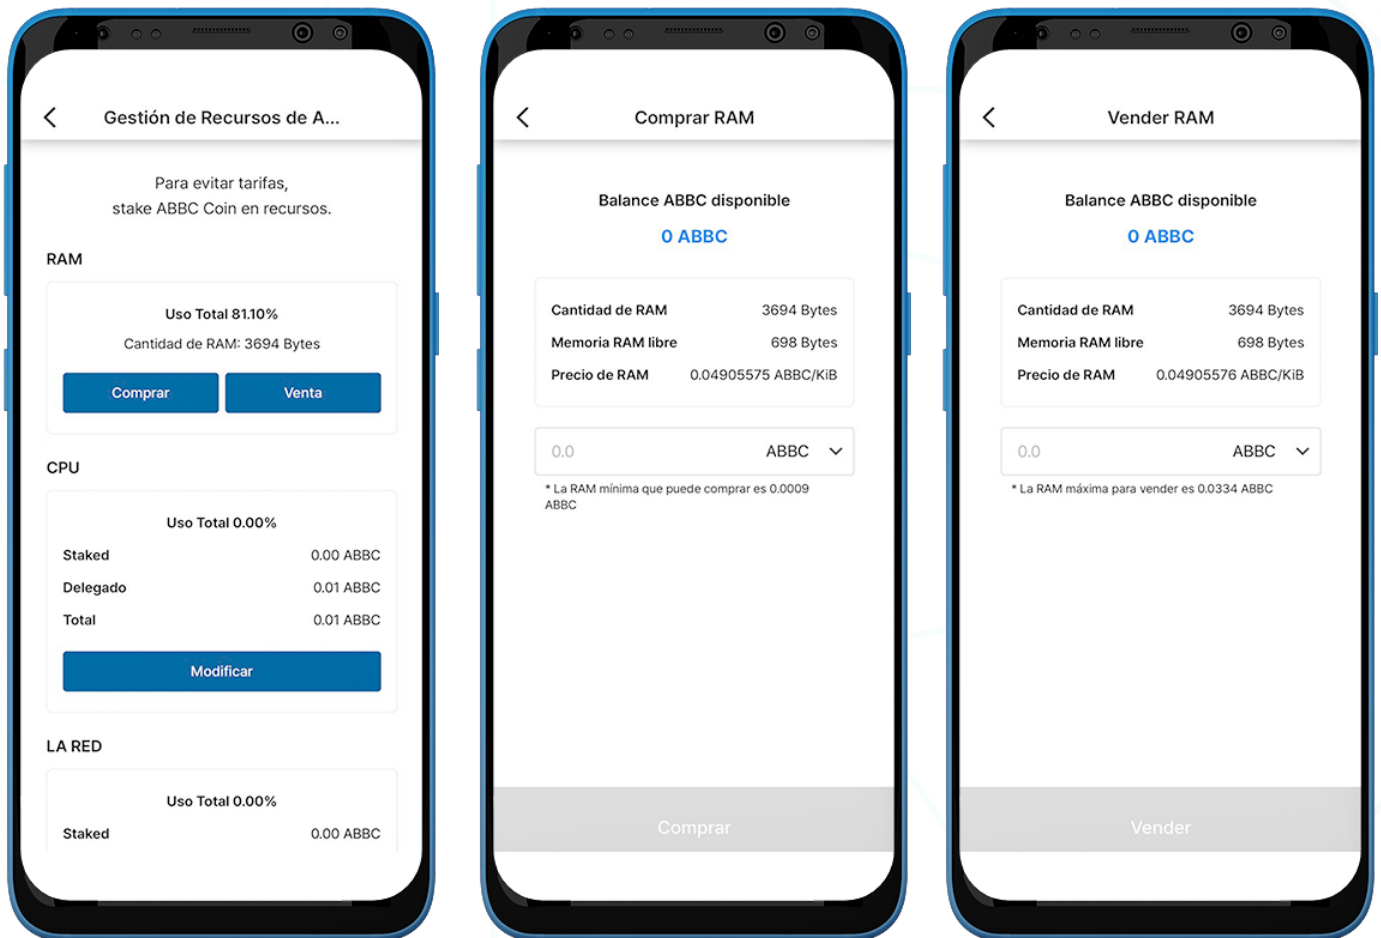 Gestión de Recursos de A...
Para evitar tarifas,
stake ABBC Coin en recursos.
RAM
Uso Total 81.10%
Cantidad de RAM: 3694 Bytes
Comprar Venta
CPU
Uso Total 0.00%
Staked 0.00 ABBC
Delegado 0.01 ABBC
Total 0.01 ABBC
Modificar
LA RED
Uso Total 0.00%
Staked 0.00 ABBC
Comprar RAM
Balance ABBC disponible
0 ABBC
Cantidad de RAM 3694 Bytes
Memoria RAM libre 698 Bytes
Precio de RAM 0.04905575 ABBC/KiB
0.0 ABBC
* La RAM mínima que puede comprar es 0.0009
ABBC
Comprar
Vender RAM
Balance ABBC disponible
0 ABBC
Cantidad de RAM 3694 Bytes
Memoria RAM libre 698 Bytes
Precio de RAM 0.04905576 ABBC/KiB
0.0 ABBC
* La RAM máxima para vender es 0.0334 ABBC
Vender